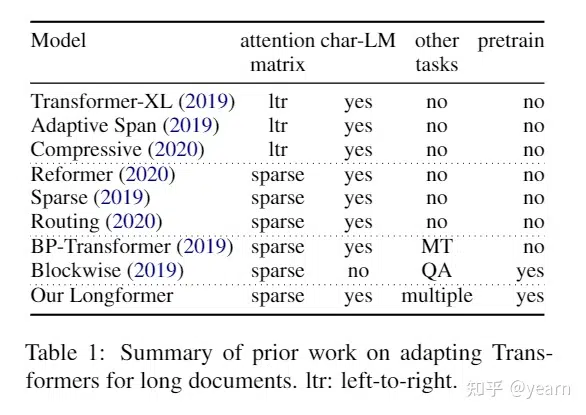 Model attention char-LM other pretrain
matrix tasks
Transformer-XL (2019) ltr yes no no
Adaptive Span (2019) ltr yes no no
Compressive (2020) ltr yes no no
Reformer (2020) sparse yes no no
Sparse (2019) sparse yes no no
Routing (2020) sparse yes no no
BP-Transformer (2019) sparse yes MT no
Blockwise (2019) sparse no QA yes
Our Longformer sparse yes multiple yes
Table 1: Summary of prior work on adapting Trans-
formers for long documents. ltr: left-to-right.
知乎 @yearn